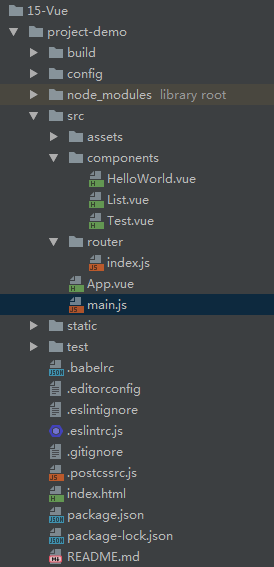 15-Vue
project-demo
build
config
node_modules library root
src
assets
components
HelloWorld.vue
List.vue
Test.vue
router
index.js
App.vue
main.js
static
test
.babelrc
.editorconfig
.eslintignore
.eslintrc.js
.gitignore
.postcssrc.js
index.html
package.json
package-lock.json
README.md